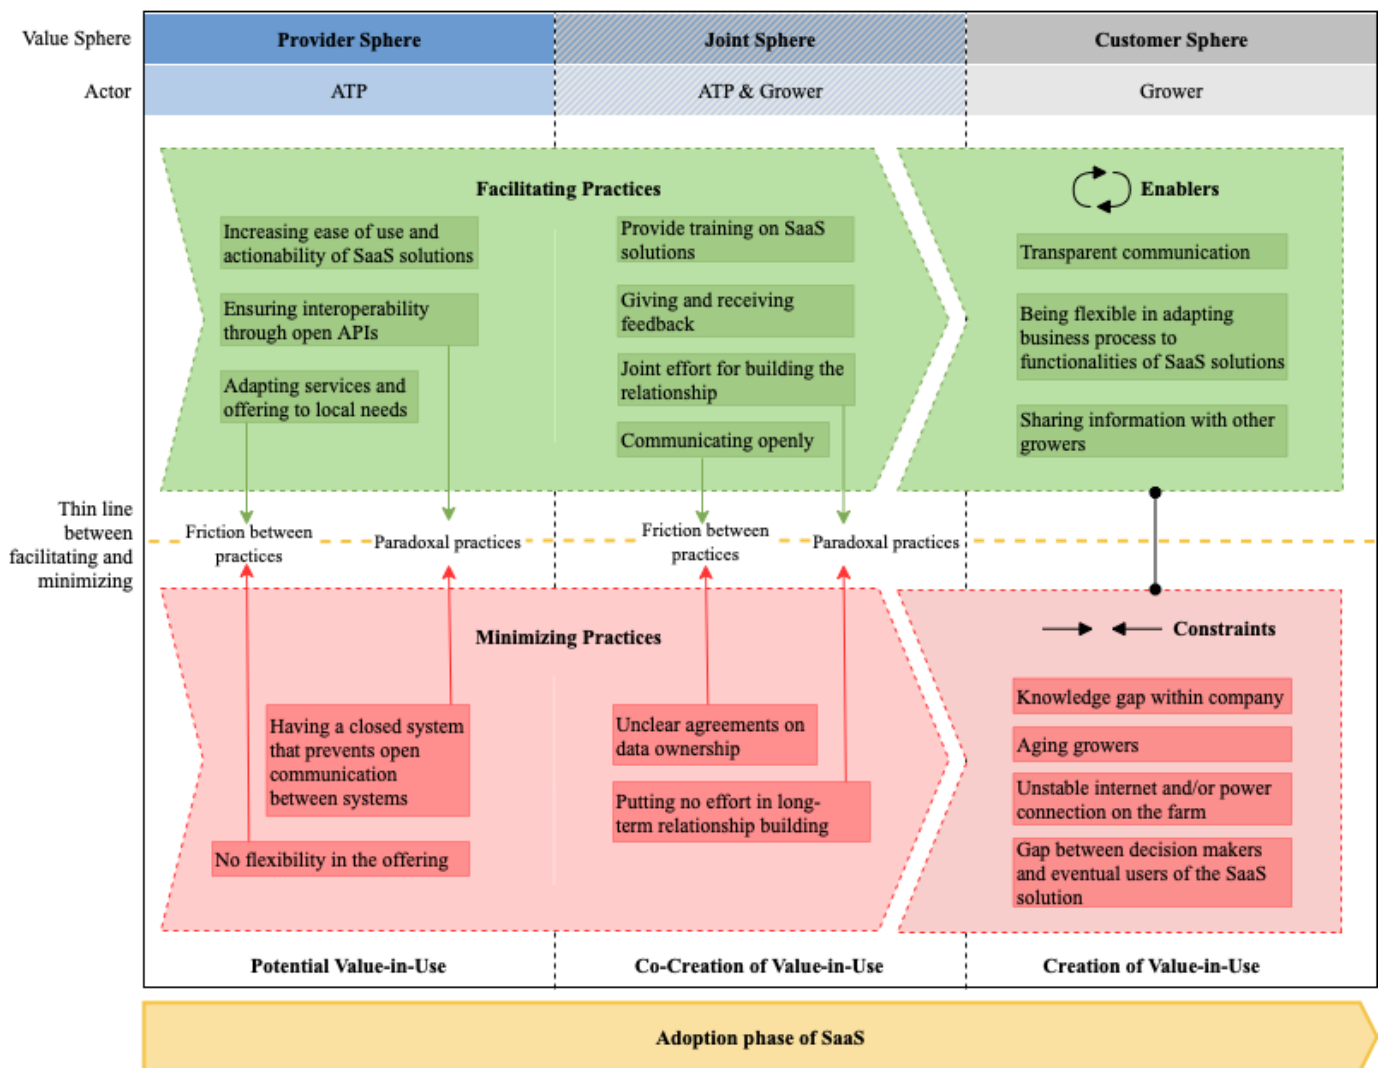 Value Sphere
Provider Sphere
Joint Sphere
Customer Sphere
Actor
ATP
ATP & Grower
Grower
Facilitating Practices
Increasing ease of use and
actionability of SaaS solutions
Ensuring interoperability
through open APIs
Adapting services and
offering to local needs
Provide training on SaaS
solutions
Giving and receiving
feedback
Joint effort for building the
relationship
Communicating openly
Enablers
Transparent communication
Being flexible in adapting
business process to
functionalities of SaaS solutions
Sharing information with other
growers
Thin line
between
facilitating and
minimizing
Friction between
practices
Paradoxal practices
Friction between
practices
Paradoxal practices
Minimizing Practices
Having a closed system
that prevents open
communication
between systems
No flexibility in the offering
Unclear agreements on
data ownership
Putting no effort in long-
term relationship building
Constraints
Knowledge gap within company
Aging growers
Unstable internet and/or power
connection on the farm
Gap between decision makers
and eventual users of the SaaS
solution
Potential Value-in-Use
Co-Creation of Value-in-Use
Creation of Value-in-Use
Adoption phase of SaaS